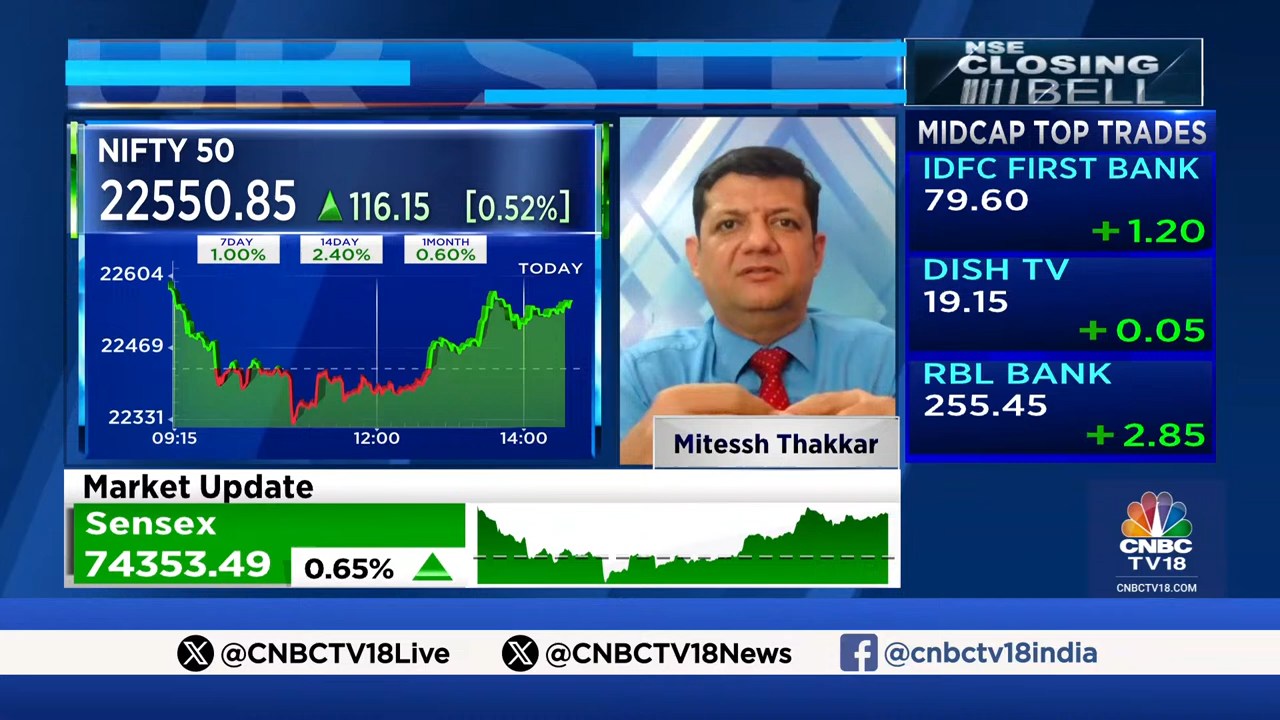 NSE
CLOSING
BELL
NIFTY 50
22550.85 116.15 [0.52%]
7DAY
1.00%
14DAY
2.40%
1MONTH
0.60%
TODAY
22604
22469
22331
09:15 12:00 14:00
Mitessh Thakkar
MIDCAP TOP TRADES
IDFC FIRST BANK
79.60
+1.20
DISH TV
19.15
+0.05
RBL BANK
255.45
+2.85
Market Update
Sensex
74353.49 0.65%
CNBC
TV18
CNBCTV18.COM
@CNBCTV18Live @CNBCTV18News @cnbctv18india